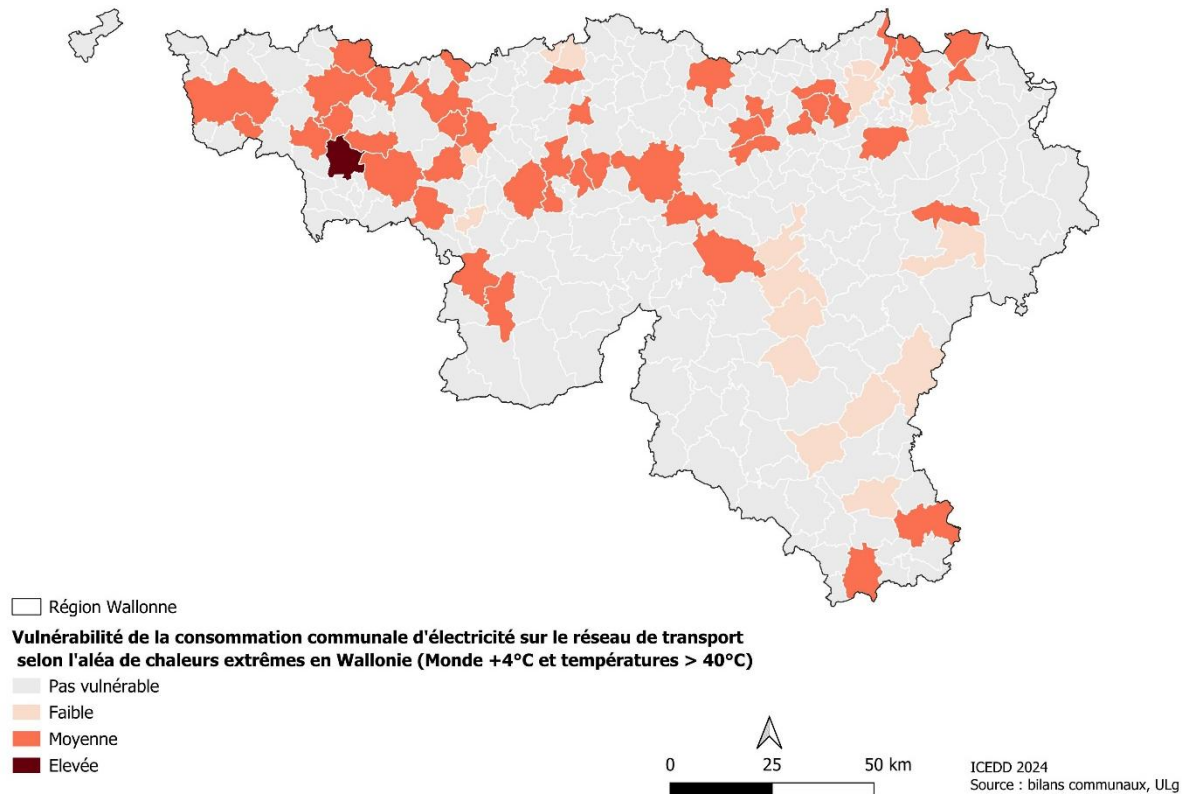 Région Wallonne
Vulnérabilité de la consommation communale d'électricité sur le réseau de transport
selon l'aléa de chaleurs extrêmes en Wallonie (Monde +4°C et températures > 40°C)
Pas vulnérable
Faible
Moyenne
Elevée
0 25 50 km
ICEDD 2024
Source : bilans communaux, ULg